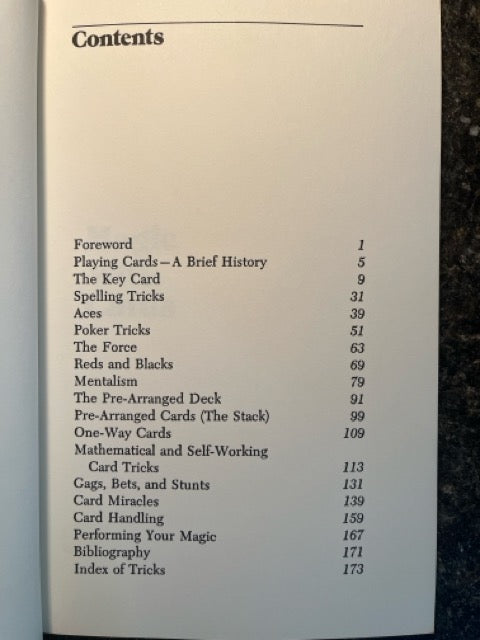 Contents
Foreword 1
Playing Cards—A Brief History 5
The Key Card 9
Spelling Tricks 31
Aces 39
Poker Tricks 51
The Force 63
Reds and Blacks 69
Mentalism 79
The Pre-Arranged Deck 91
Pre-Arranged Cards (The Stack) 99
One-Way Cards 109
Mathematical and Self-Working
Card Tricks 113
Gags, Bets, and Stunts 131
Card Miracles 139
Card Handling 159
Performing Your Magic 167
Bibliography 171
Index of Tricks 173